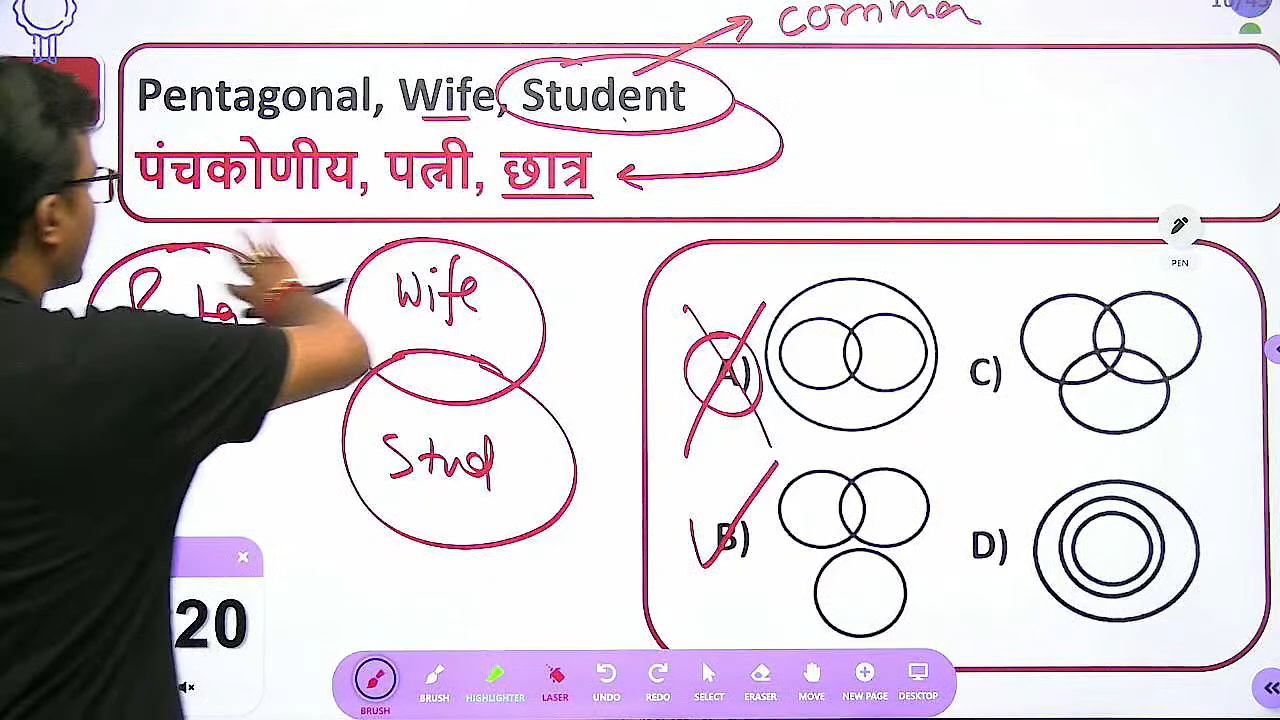 comma
Pentagonal, Wife, Student
पंचकोणीय, पत्नी, छात्र
Wife
Stud
A)
B)
C)
D)
PEN
20
BRUSH
BRUSH
HIGHLIGHTER
LASER
UNDO
REDO
SELECT
ERASER
MOVE
NEW PAGE
DESKTOP